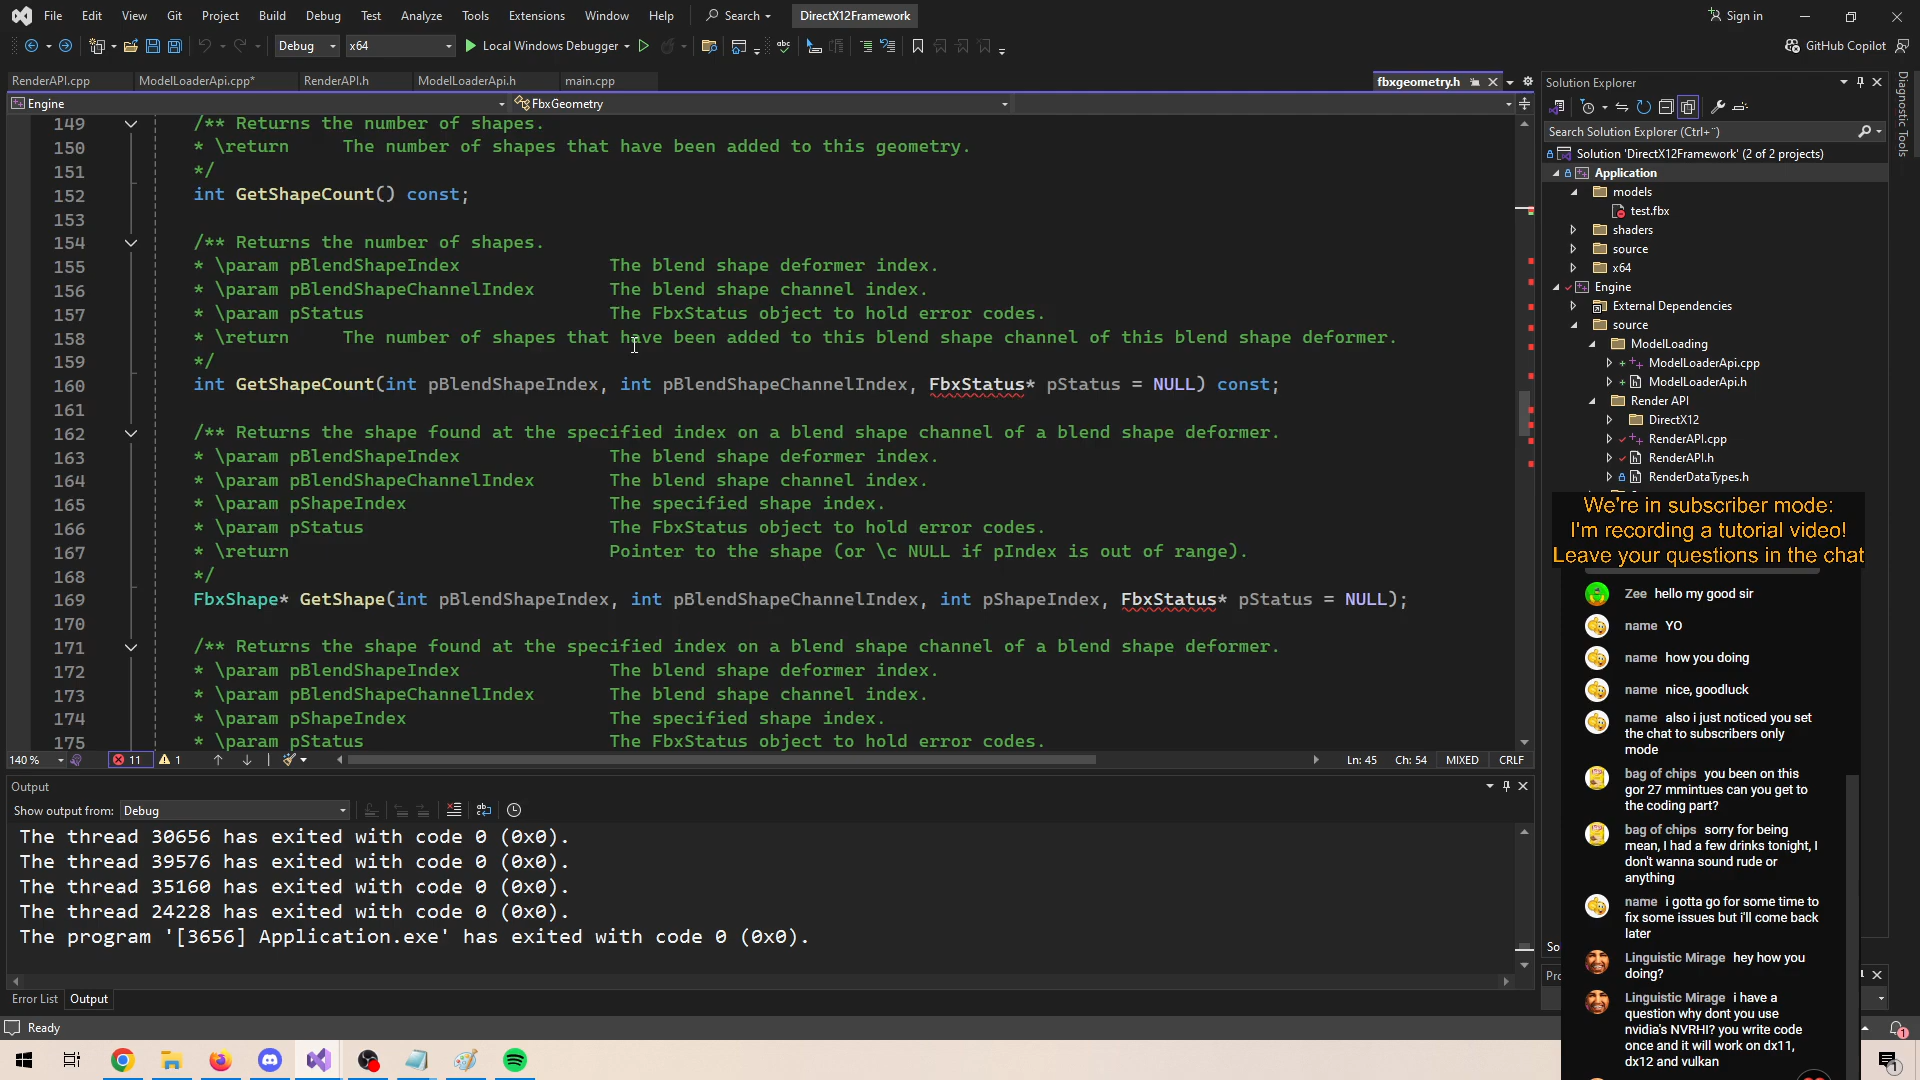 File Edit View Git Project Build Debug Test Analyze Tools Extensions Window Help Search DirectX12Framework Sign in
Debug x64 Local Windows Debugger GitHub Copilot
RenderAPI.cpp ModelLoaderApi.cpp* RenderAPI.h ModelLoaderApi.h main.cpp fbxgeometry.h
Engine FbxGeometry
149 /** Returns the number of shapes.
150 * \return The number of shapes that have been added to this geometry.
151 */
152 int GetShapeCount() const;
153
154 /** Returns the number of shapes.
155 * \param pBlendShapeIndex The blend shape deformer index.
156 * \param pBlendShapeChannelIndex The blend shape channel index.
157 * \param pStatus The FbxStatus object to hold error codes.
158 * \return The number of shapes that have been added to this blend shape channel of this blend shape deformer.
159 */
160 int GetShapeCount(int pBlendShapeIndex, int pBlendShapeChannelIndex, FbxStatus* pStatus = NULL) const;
161
162 /** Returns the shape found at the specified index on a blend shape channel of a blend shape deformer.
163 * \param pBlendShapeIndex The blend shape deformer index.
164 * \param pBlendShapeChannelIndex The blend shape channel index.
165 * \param pShapeIndex The specified shape index.
166 * \param pStatus The FbxStatus object to hold error codes.
167 * \return Pointer to the shape (or \c NULL if pIndex is out of range).
168 */
169 FbxShape* GetShape(int pBlendShapeIndex, int pBlendShapeChannelIndex, int pShapeIndex, FbxStatus* pStatus = NULL);
170
171 /** Returns the shape found at the specified index on a blend shape channel of a blend shape deformer.
172 * \param pBlendShapeIndex The blend shape deformer index.
173 * \param pBlendShapeChannelIndex The blend shape channel index.
174 * \param pShapeIndex The specified shape index.
175 * \param pStatus The FbxStatus object to hold error codes.
140 % 11 1 Ln: 45 Ch: 54 MIXED CRLF
Output
Show output from: Debug
The thread 30656 has exited with code 0 (0x0).
The thread 39576 has exited with code 0 (0x0).
The thread 35160 has exited with code 0 (0x0).
The thread 24228 has exited with code 0 (0x0).
The program '[3656] Application.exe' has exited with code 0 (0x0).
Error List Output
Ready
Solution Explorer
Search Solution Explorer (Ctrl+¨)
Solution 'DirectX12Framework' (2 of 2 projects)
Application
models
test.fbx
shaders
source
x64
Engine
External Dependencies
source
ModelLoading
ModelLoaderApi.cpp
ModelLoaderApi.h
Render API
DirectX12
RenderAPI.cpp
RenderAPI.h
RenderDataTypes.h
Diagnostic Tools
We're in subscriber mode:
I'm recording a tutorial video!
Leave your questions in the chat
Zee hello my good sir
name YO
name how you doing
name nice, goodluck
name also i just noticed you set
the chat to subscribers only
mode
bag of chips you been on this
gor 27 mmintues can you get to
the coding part?
bag of chips sorry for being
mean, I had a few drinks tonight, I
don't wanna sound rude or
anything
name i gotta go for some time to
fix some issues but i'll come back
later
Linguistic Mirage hey how you
doing?
Linguistic Mirage i have a
question why dont you use
nvidia's NVRHI? you write code
once and it will work on dx11,
dx12 and vulkan
So
Pro
1
1